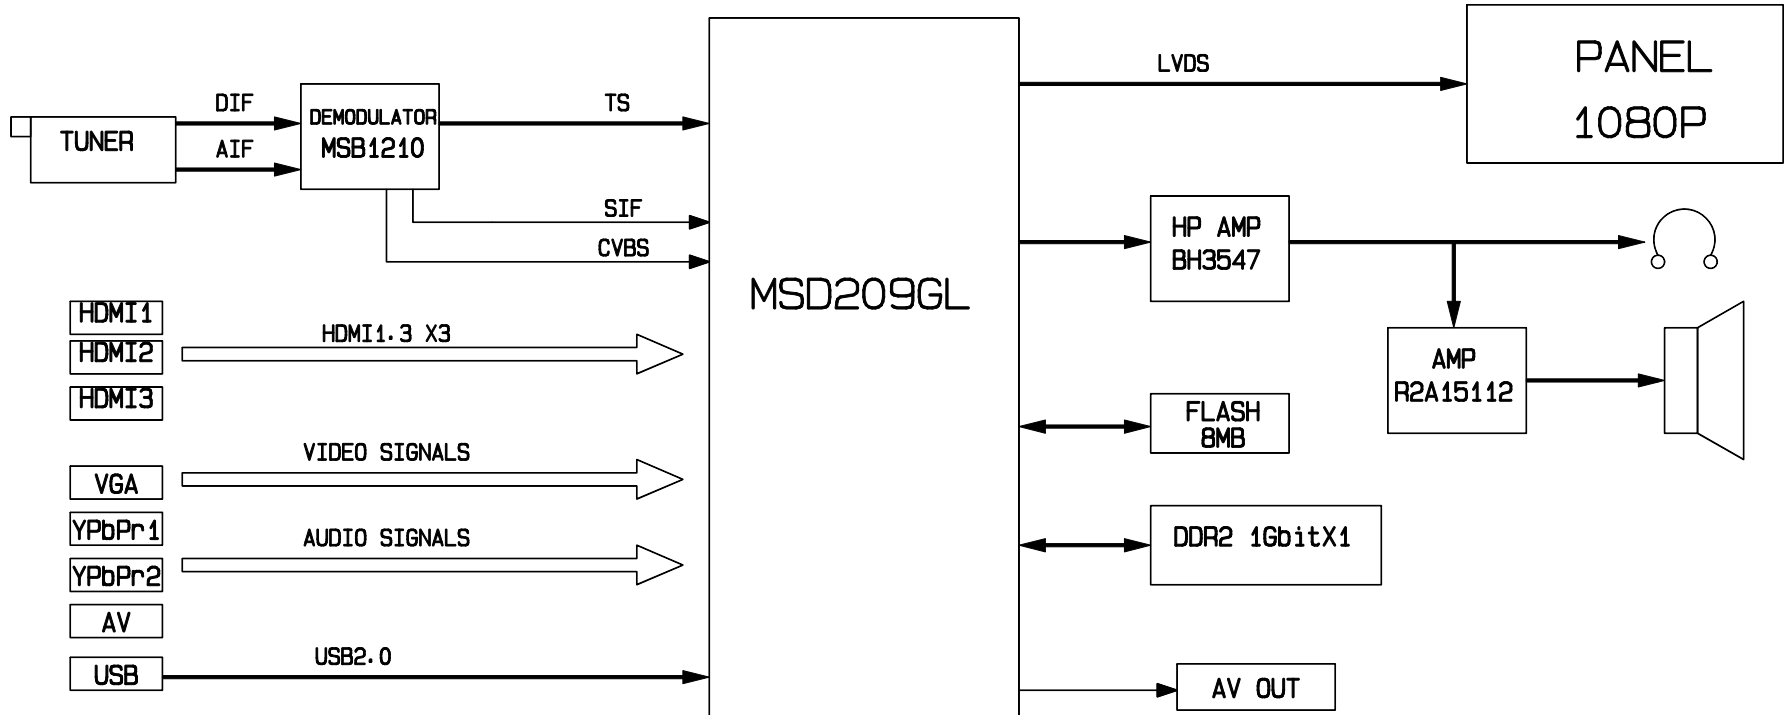 DIF
TUNER
AIF
DEMODULATOR
MSB1210
TS
SIF
CVBS
HDMI1
HDMI2
HDMI3
HDMI1.3 X3
VGA
YPbPr1
YPbPr2
AV
USB
VIDEO SIGNALS
AUDIO SIGNALS
USB2.0
MSD209GL
LVDS
PANEL
1080P
HP AMP
BH3547
AMP
R2A15112
FLASH
8MB
DDR2 1GbitX1
AV OUT